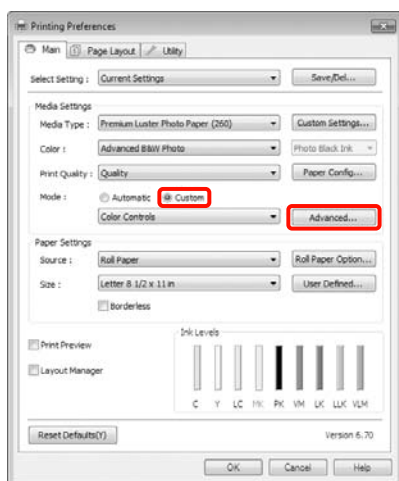 Printing Preferences
Main Page Layout Utility
Select Setting : Current Settings Save/Del...
Media Settings
Media Type : Premium Luster Photo Paper (260) Custom Settings...
Color : Advanced B&W Photo Photo Black Ink
Print Quality : Quality Paper Config...
Mode : Automatic Custom
Color Controls Advanced...
Paper Settings
Source : Roll Paper Roll Paper Option...
Size : Letter 8 1/2 x 11 in User Defined...
Borderless
Ink Levels
Print Preview
Layout Manager
C Y LC MK PK VM LK LLK VLM
Reset Defaults(Y) Version 6.70
OK Cancel Help